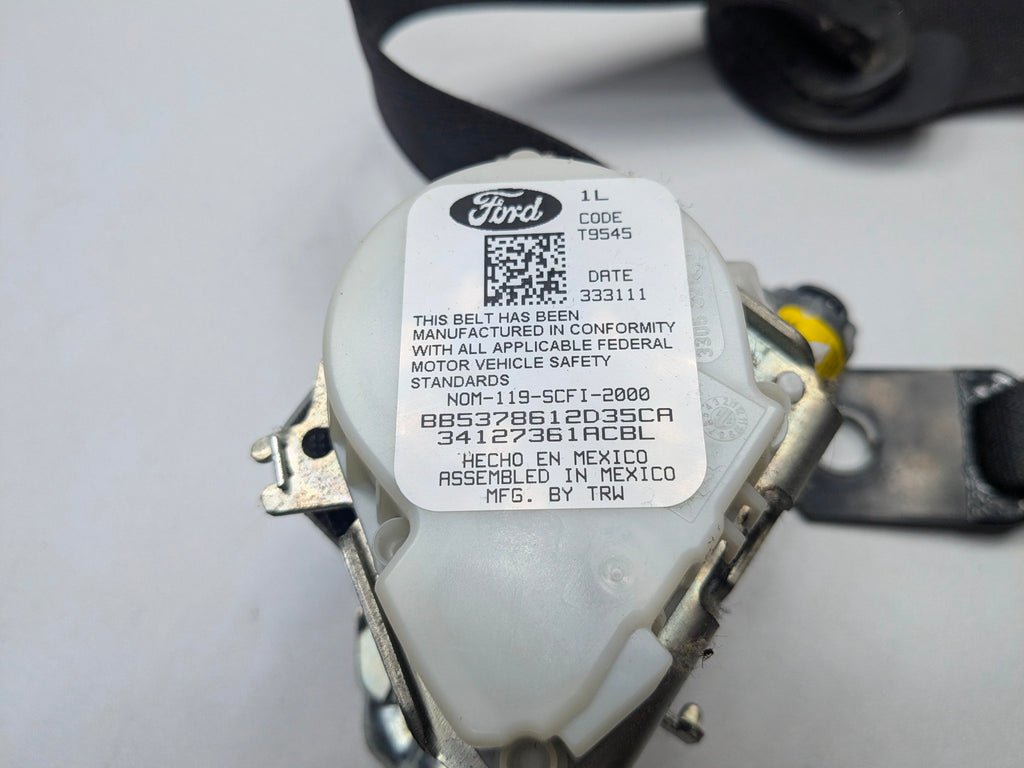 Ford
1L
CODE
T9545
DATE
333111
THIS BELT HAS BEEN
MANUFACTURED IN CONFORMITY
WITH ALL APPLICABLE FEDERAL
MOTOR VEHICLE SAFETY
STANDARDS
NOM-119-SCFI-2000
BB5378612D35CA
34127361ACBL
HECHO EN MEXICO
ASSEMBLED IN MEXICO
MFG. BY TRW